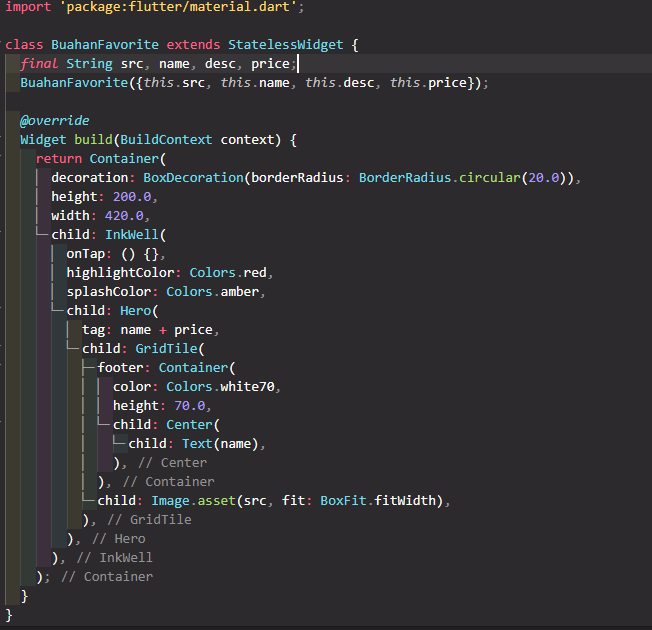 import 'package:flutter/material.dart';

class BuahanFavorite extends StatelessWidget {
  final String src, name, desc, price;
  BuahanFavorite({this.src, this.name, this.desc, this.price});

  @override
  Widget build(BuildContext context) {
    return Container(
      decoration: BoxDecoration(borderRadius: BorderRadius.circular(20.0)),
      height: 200.0,
      width: 420.0,
      child: InkWell(
        onTap: () {},
        highlightColor: Colors.red,
        splashColor: Colors.amber,
        child: Hero(
          tag: name + price,
          child: GridTile(
            footer: Container(
              color: Colors.white70,
              height: 70.0,
              child: Center(
                child: Text(name),
              ), // Center
            ), // Container
            child: Image.asset(src, fit: BoxFit.fitWidth),
          ), // GridTile
        ), // Hero
      ), // InkWell
    ); // Container
  }
}